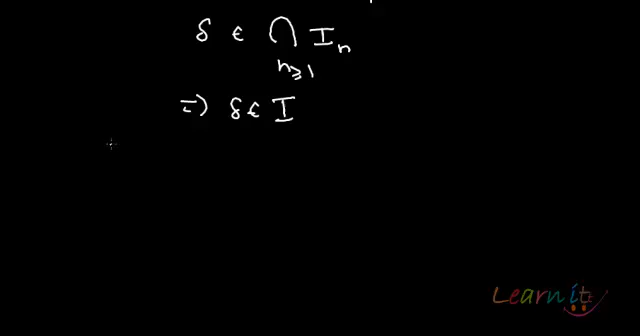 δ ∈ ⋂ Iₙ
n≥1
⇒ δ ∈ I
Learnit